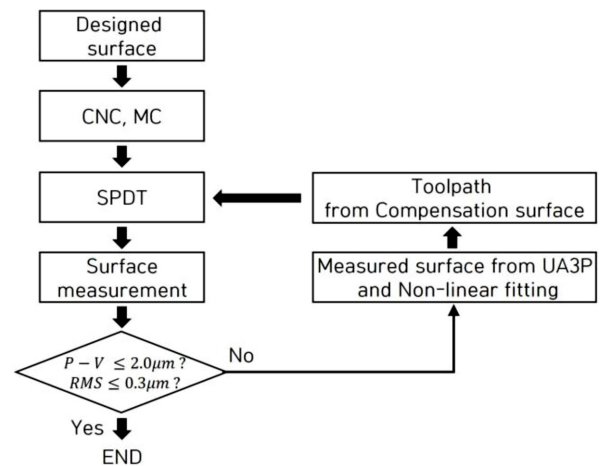 Designed
surface
CNC, MC
SPDT
Toolpath
from Compensation surface
Surface
measurement
Measured surface from UA3P
and Non-linear fitting
P − V ≤ 2.0μm ?
RMS ≤ 0.3μm ?
No
Yes
END